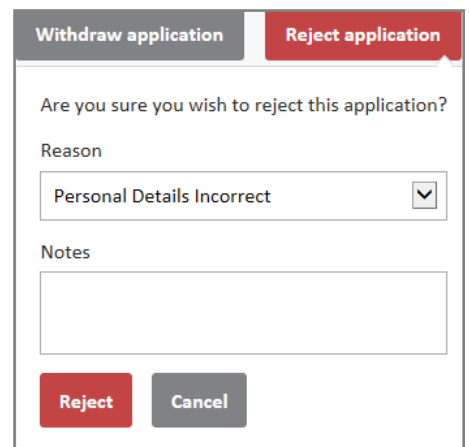 Withdraw application Reject application
Are you sure you wish to reject this application?
Reason
Personal Details Incorrect
Notes
Reject Cancel